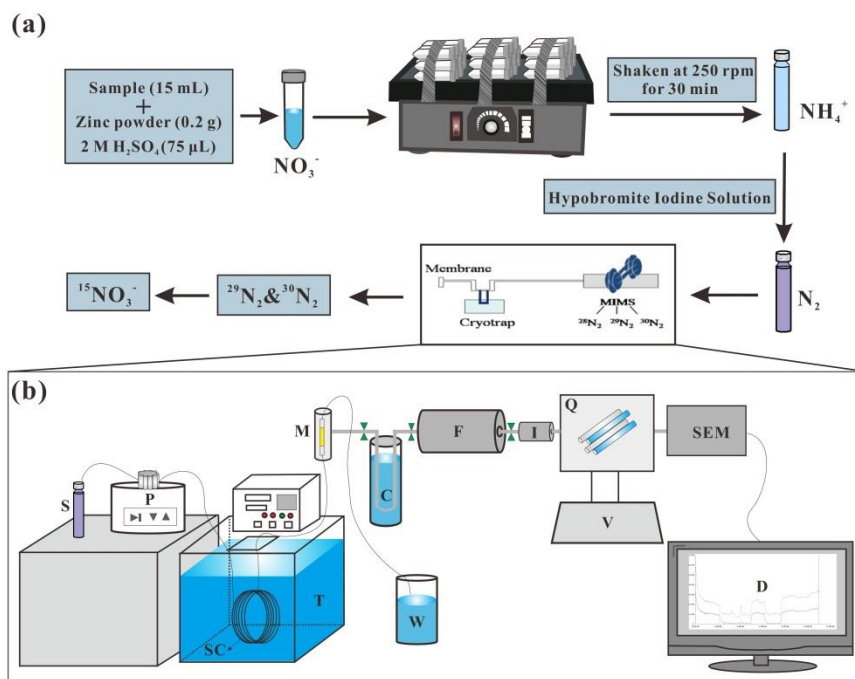 (a)
Sample (15 mL)
+
Zinc powder (0.2 g)
2 M H₂SO₄ (75 μL)
NO₃⁻
Shaken at 250 rpm
for 30 min
NH₄⁺
Hypobromite Iodine Solution
N₂
Membrane
Cryotrap
MIMS
²⁸N₂ ²⁹N₂ ³⁰N₂
²⁹N₂&³⁰N₂
¹⁵NO₃⁻
(b)
S
P
M
C
F
C
I
Q
SEM
V
T
SC
W
D